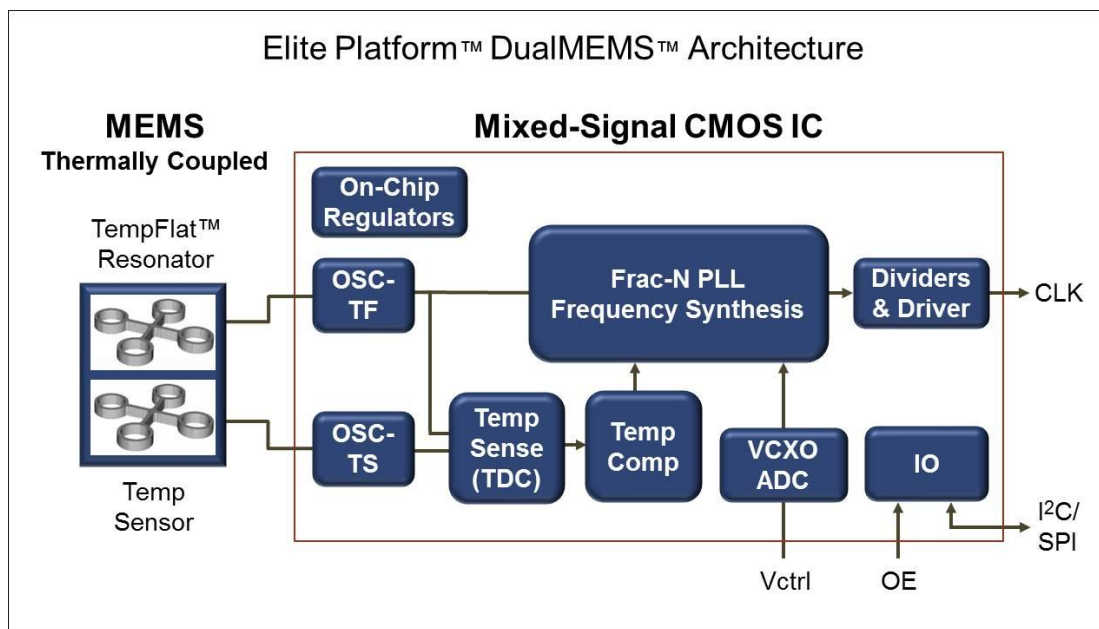 Elite Platform™ DualMEMS™ Architecture
MEMS
Thermally Coupled
Mixed-Signal CMOS IC
TempFlat™
Resonator
On-Chip
Regulators
OSC-
TF
Frac-N PLL
Frequency Synthesis
Dividers
& Driver
CLK
OSC-
TS
Temp
Sense
(TDC)
Temp
Comp
VCXO
ADC
IO
Temp
Sensor
I²C/
SPI
Vctrl
OE